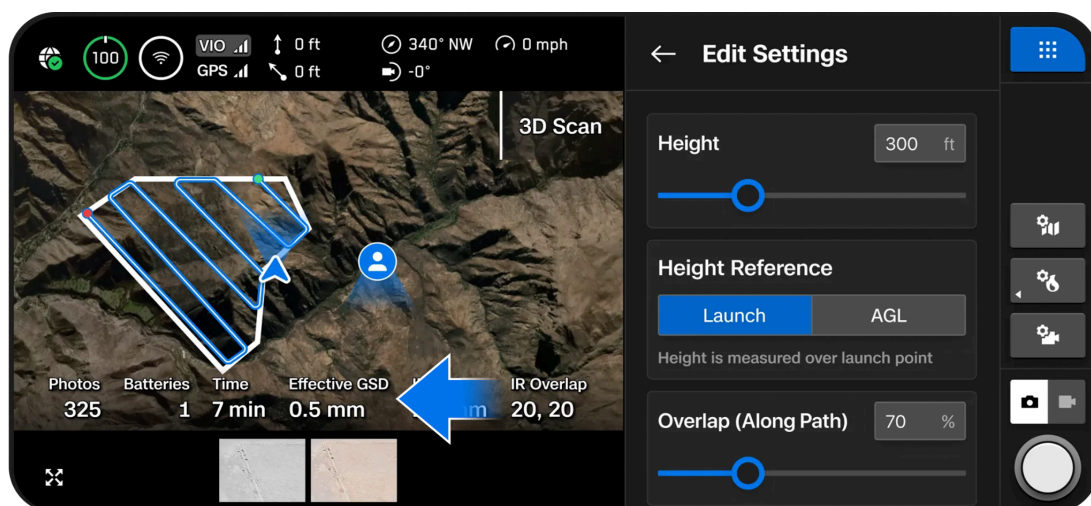 100
VIO
GPS
0 ft
0 ft
340° NW
-0°
0 mph
3D Scan
Photos
325
Batteries
1
Time
7 min
Effective GSD
0.5 mm
IR Overlap
20, 20
Edit Settings
Height
300 ft
Height Reference
Launch AGL
Height is measured over launch point
Overlap (Along Path)
70 %